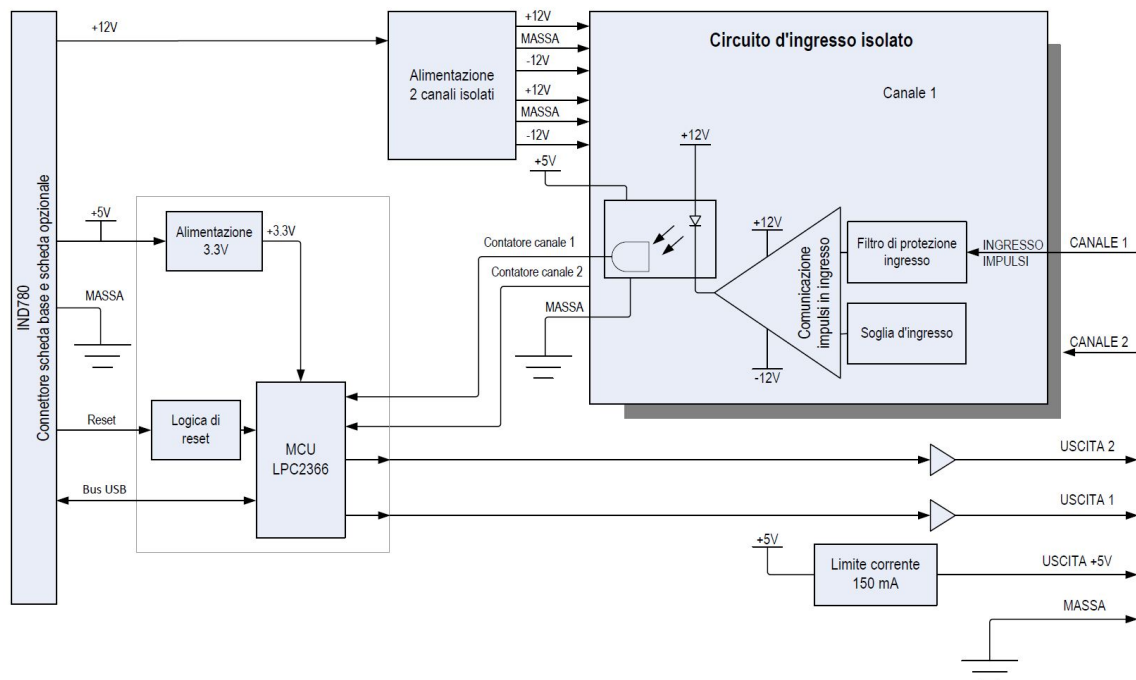 IND780
Connettore scheda base e scheda opzionale
+12V
Alimentazione
2 canali isolati
+12V
MASSA
-12V
+12V
MASSA
-12V
Circuito d'ingresso isolato
Canale 1
+12V
+5V
+12V
Comunicazione
impulsi in ingresso
-12V
Filtro di protezione
ingresso
INGRESSO
IMPULSI
CANALE 1
Soglia d'ingresso
CANALE 2
+5V
Alimentazione
3.3V
+3.3V
Contatore canale 1
Contatore canale 2
MASSA
MASSA
Reset
Logica di
reset
MCU
LPC2366
Bus USB
USCITA 2
USCITA 1
+5V
Limite corrente
150 mA
USCITA +5V
MASSA